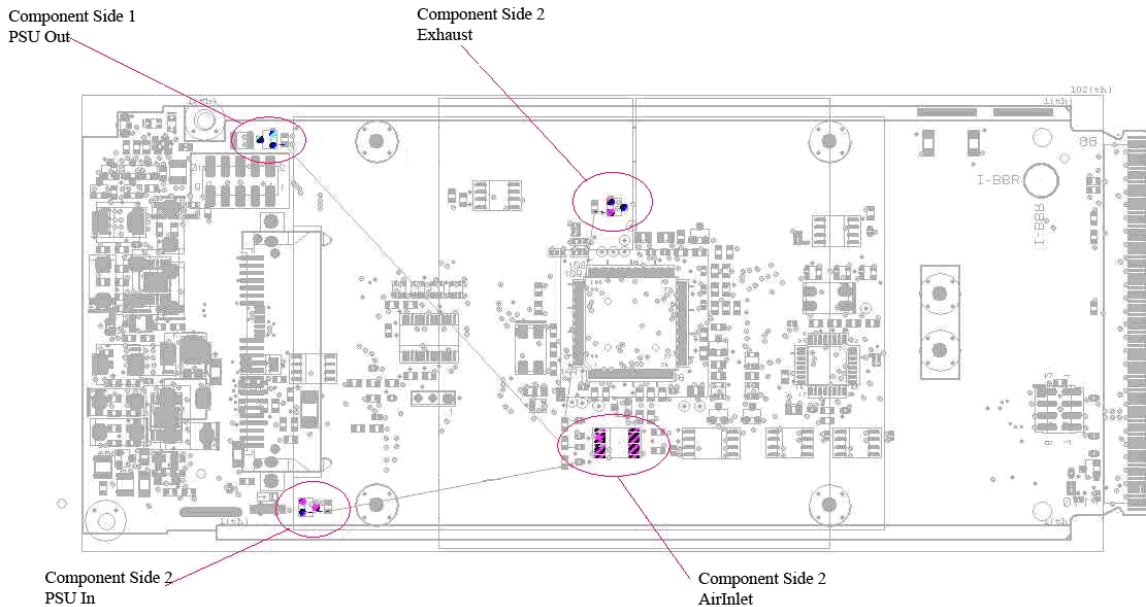 Component Side 1
PSU Out
Component Side 2
Exhaust
I-BBR
I-BBR
Component Side 2
PSU In
Component Side 2
AirInlet